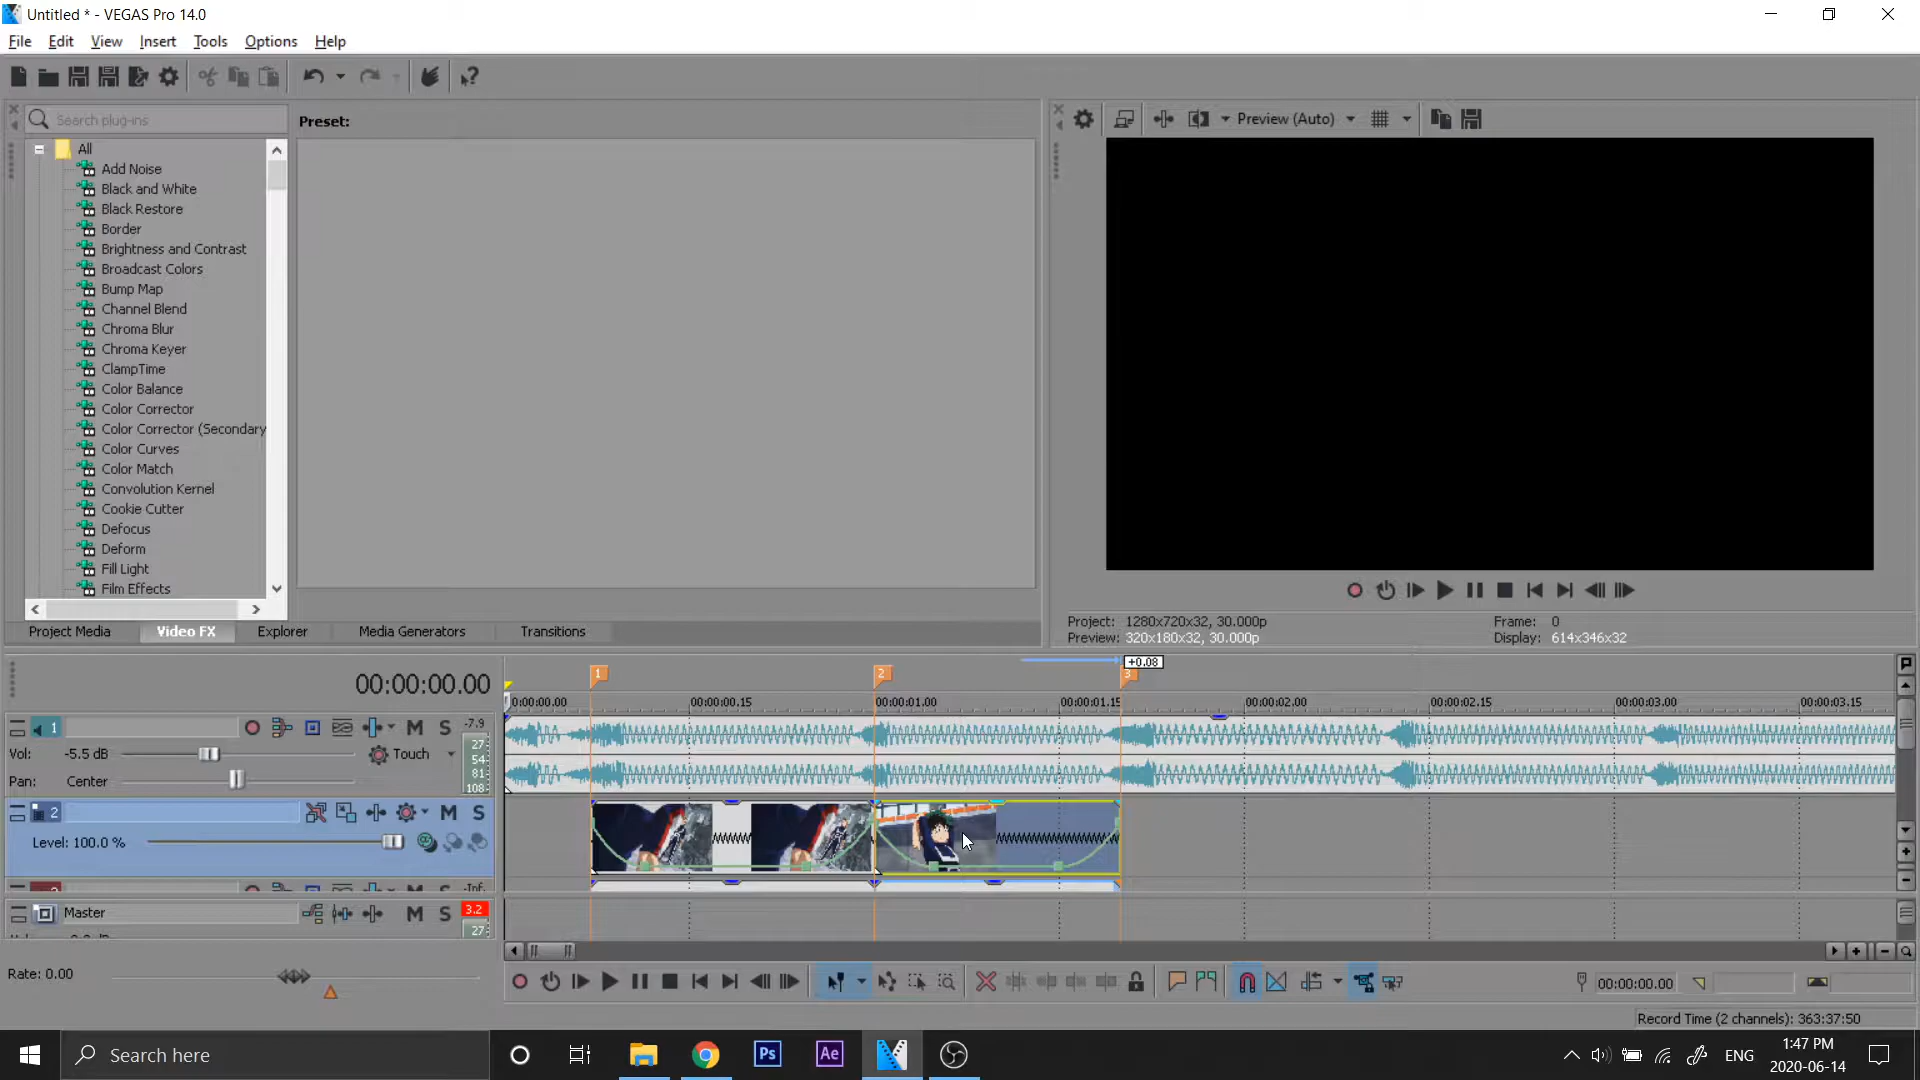 Untitled * - VEGAS Pro 14.0
File Edit View Insert Tools Options Help
Search plug-ins
Preset:
Preview (Auto)
All
Add Noise
Black and White
Black Restore
Border
Brightness and Contrast
Broadcast Colors
Bump Map
Channel Blend
Chroma Blur
Chroma Keyer
ClampTime
Color Balance
Color Corrector
Color Corrector (Secondary
Color Curves
Color Match
Convolution Kernel
Cookie Cutter
Defocus
Deform
Fill Light
Film Effects
Project Media Video FX Explorer Media Generators Transitions
Project: 1280x720x32, 30.000p Frame: 0
Preview: 320x180x32, 30.000p Display: 614x346x32
+0.08
1 2 3
00:00:00.00
0:00:00.00 00:00:00.15 00:00:01.00 00:00:01.15 00:00:02.00 00:00:02.15 00:00:03.00 00:00:03.15
1 M S -7.9
Vol: -5.5 dB Touch
Pan: Center
27
54
81
108
2 M S
Level: 100.0 %
-Inf.
Master M S 3.2
27
Rate: 0.00
00:00:00.00
Record Time (2 channels): 363:37:50
Search here
Ps Ae
ENG
1:47 PM
2020-06-14